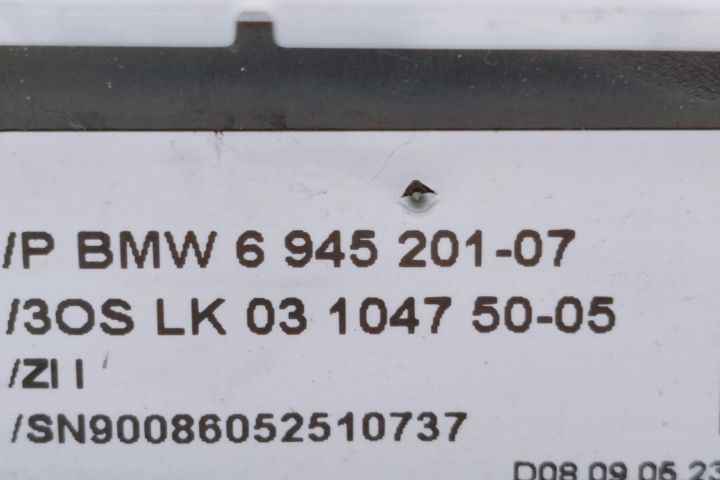 /P BMW 6 945 201-07
/3OS LK 03 1047 50-05
/ZI I
/SN90086052510737
D08 09.05.23